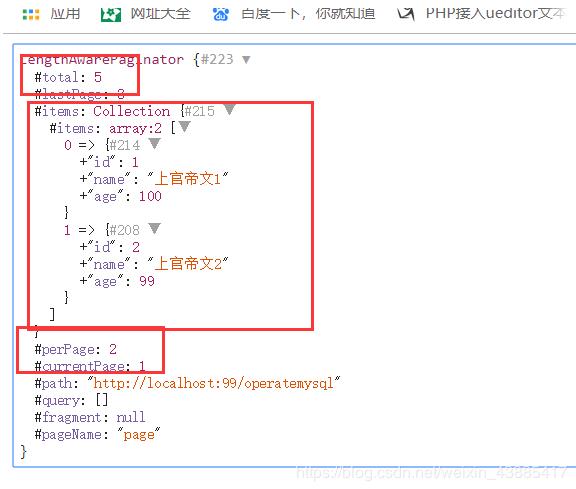 应用 网址大全 百度一下，你就知道 PHP接入ueditor文本
LengthAwarePaginator {#223 ▼
#total: 5
#lastPage: 3
#items: Collection {#215 ▼
#items: array:2 [▼
0 => {#214 ▼
+"id": 1
+"name": "上官帝文1"
+"age": 100
}
1 => {#208 ▼
+"id": 2
+"name": "上官帝文2"
+"age": 99
}
]
}
#perPage: 2
#currentPage: 1
#path: "http://localhost:99/operatemysql"
#query: []
#fragment: null
#pageName: "page"
}
https://blog.csdn.net/weixin_43885417